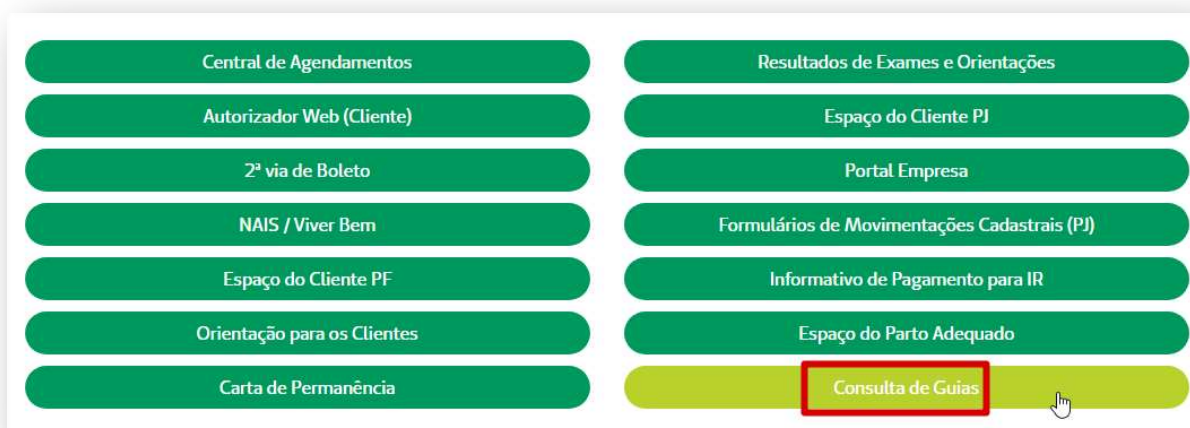 Central de Agendamentos
Resultados de Exames e Orientações
Autorizador Web (Cliente)
Espaço do Cliente PJ
2ª via de Boleto
Portal Empresa
NAIS / Viver Bem
Formulários de Movimentações Cadastrais (PJ)
Espaço do Cliente PF
Informativo de Pagamento para IR
Orientação para os Clientes
Espaço do Parto Adequado
Carta de Permanência
Consulta de Guias